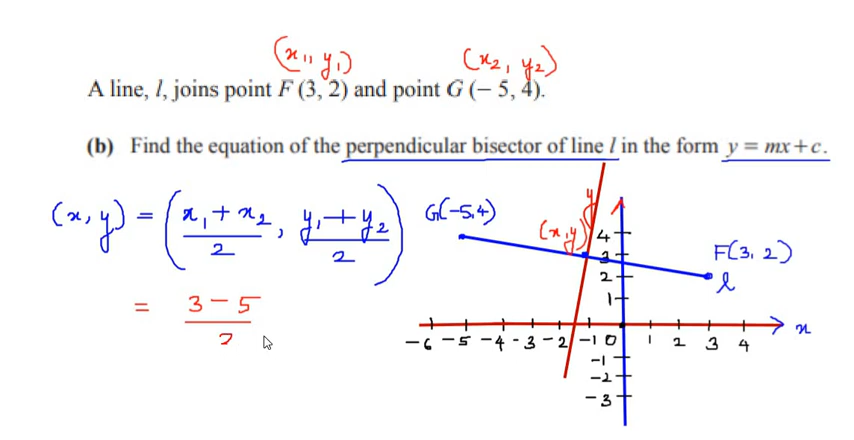 (x₁, y₁) (x₂, y₂)
A line, l, joins point F (3, 2) and point G (– 5, 4).
(b) Find the equation of the perpendicular bisector of line l in the form y = mx+c.
(x, y) = ( x₁ + x₂ / 2 , y₁ + y₂ / 2 )
= 3 – 5 / 2
G(-5,4)
(x,y)
y
F(3, 2)
l
4
3
2
1
-6 -5 -4 -3 -2 -1 0 1 2 3 4 x
-1
-2
-3